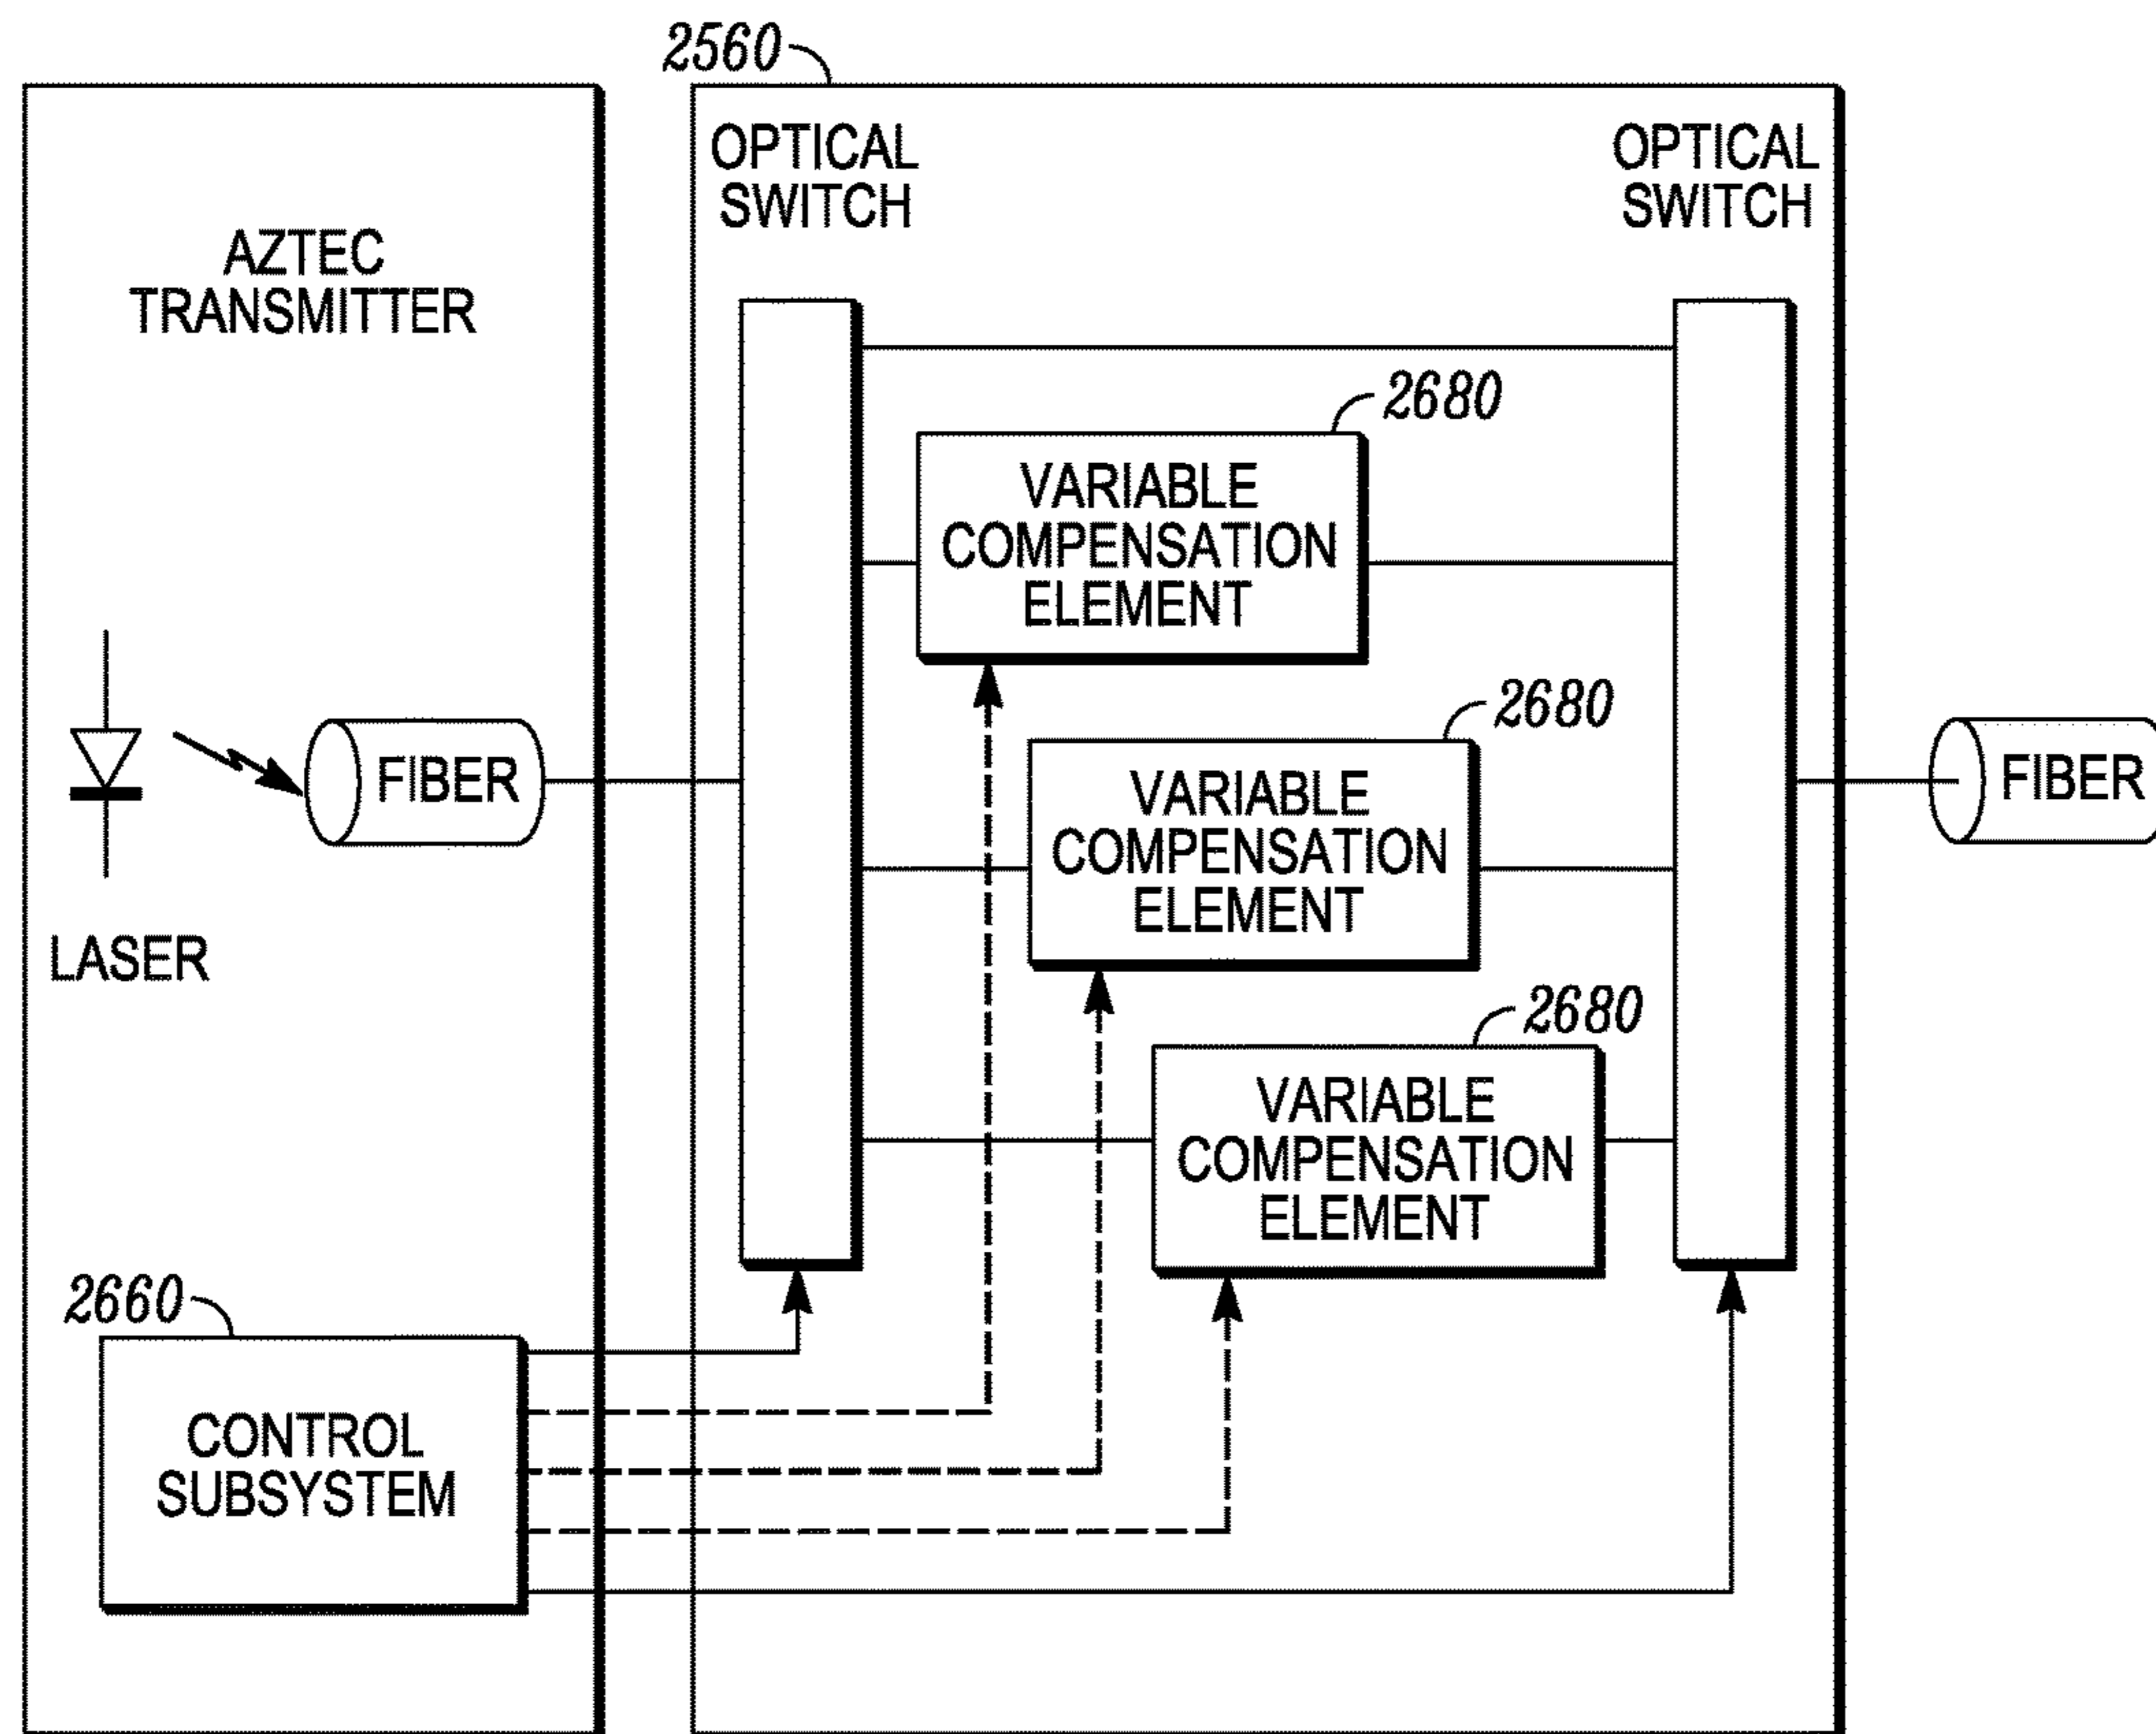 2560
OPTICAL
SWITCH
OPTICAL
SWITCH
AZTEC
TRANSMITTER
2680
VARIABLE
COMPENSATION
ELEMENT
2680
VARIABLE
COMPENSATION
ELEMENT
FIBER
FIBER
LASER
2680
VARIABLE
COMPENSATION
ELEMENT
2660
CONTROL
SUBSYSTEM